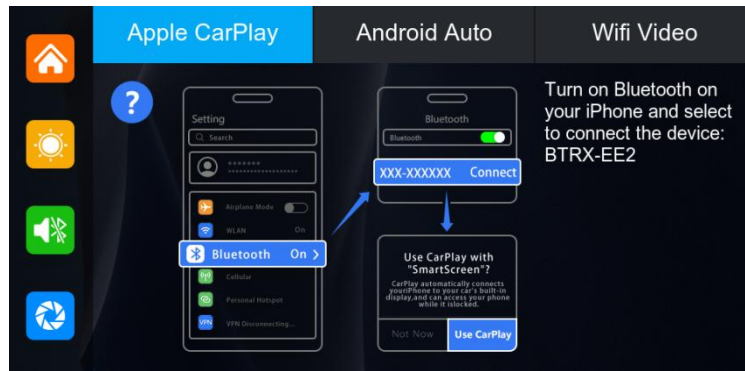 Apple CarPlay
Android Auto
Wifi Video
?
Setting
Search
*******
******************
Airplane Mode
WLAN On
Bluetooth On >
Cellular
Personal Hotspot
VPN VPN Disconnecting...
Bluetooth
Bluetooth
XXX-XXXXXX Connect
Use CarPlay with
"SmartScreen"?
CarPlay automatically connects
youriPhone to your car's built-in
display,and can access your phone
while it islocked.
Not Now Use CarPlay
Turn on Bluetooth on
your iPhone and select
to connect the device:
BTRX-EE2